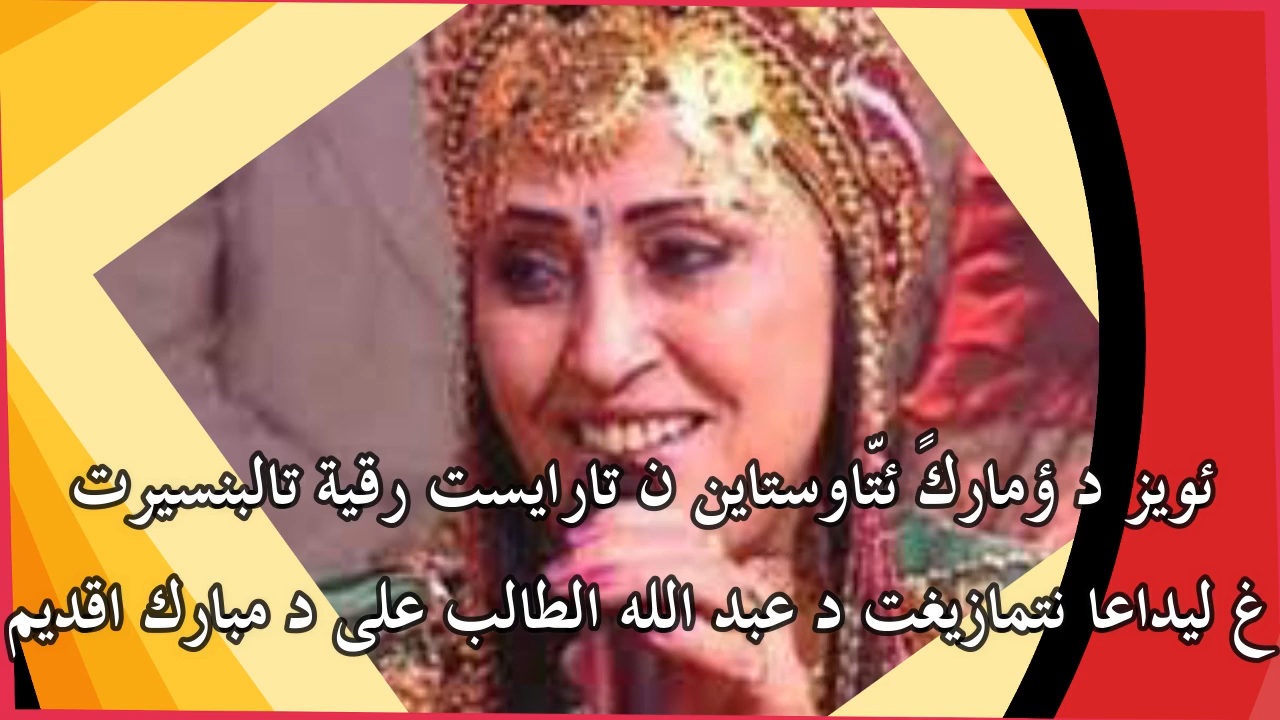 ئويز د ؤماركً ئتّاوستاين ن تارايست رقية تالبنسيرت
غ ليداعا نتمازيغت د عبد الله الطالب على د مبارك اقديم